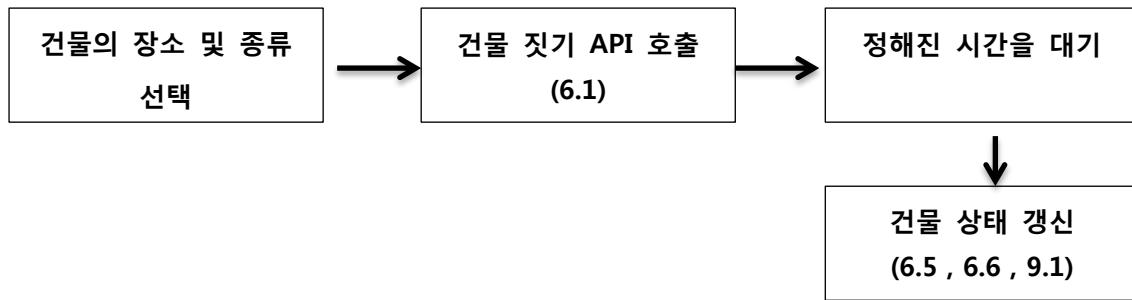 건물의 장소 및 종류
선택
건물 짓기 API 호출
(6.1)
정해진 시간을 대기
건물 상태 갱신
(6.5 , 6.6 , 9.1)